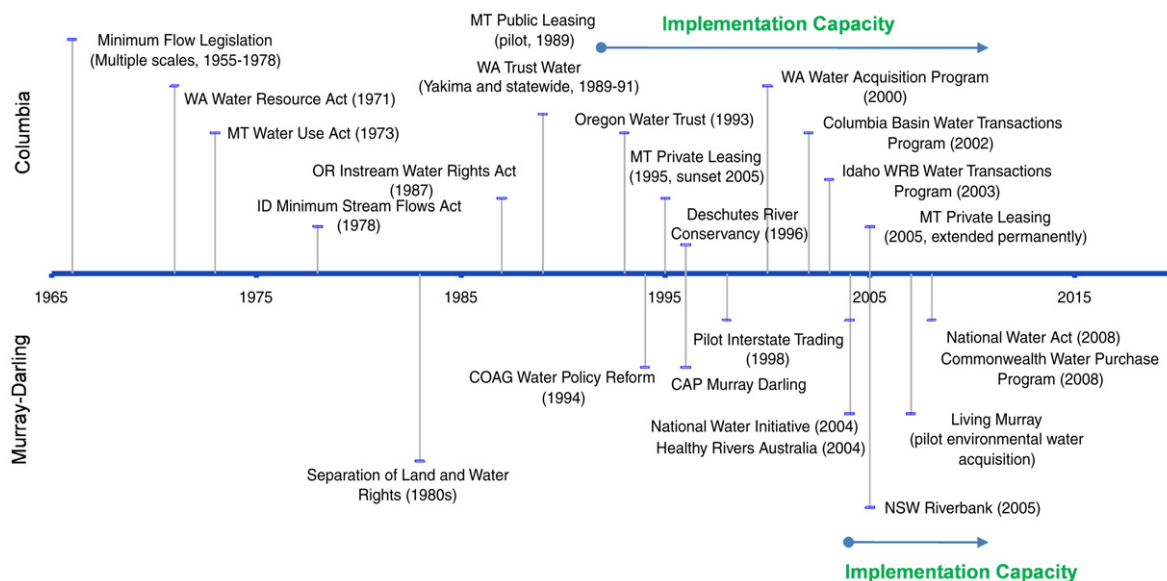 MT Public Leasing
(pilot, 1989)
Implementation Capacity
Minimum Flow Legislation
(Multiple scales, 1955-1978)
WA Trust Water
(Yakima and statewide, 1989-91)
WA Water Acquisition Program
(2000)
WA Water Resource Act (1971)
Oregon Water Trust (1993)
Columbia Basin Water Transactions
Program (2002)
MT Water Use Act (1973)
MT Private Leasing
(1995, sunset 2005)
OR Instream Water Rights Act
(1987)
Idaho WRB Water Transactions
Program (2003)
ID Minimum Stream Flows Act
(1978)
Deschutes River
Conservancy (1996)
MT Private Leasing
(2005, extended permanently)
Columbia
1965
1975
1985
1995
2005
2015
Murray-Darling
Pilot Interstate Trading
(1998)
National Water Act (2008)
Commonwealth Water Purchase
Program (2008)
COAG Water Policy Reform
(1994)
CAP Murray Darling
National Water Initiative (2004)
Healthy Rivers Australia (2004)
Living Murray
(pilot environmental water
acquisition)
Separation of Land and Water
Rights (1980s)
NSW Riverbank (2005)
Implementation Capacity